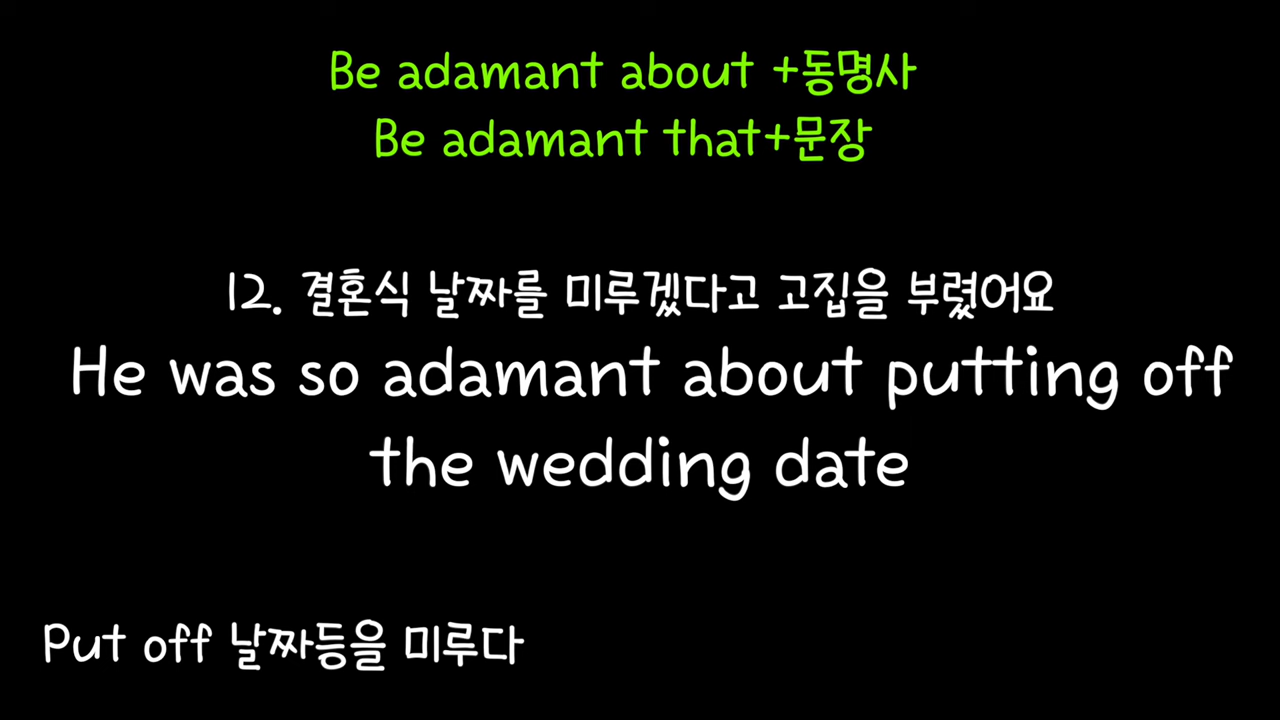 Be adamant about +동명사
Be adamant that+문장
12. 결혼식 날짜를 미루겠다고 고집을 부렸어요
He was so adamant about putting off
the wedding date
Put off 날짜등을 미루다